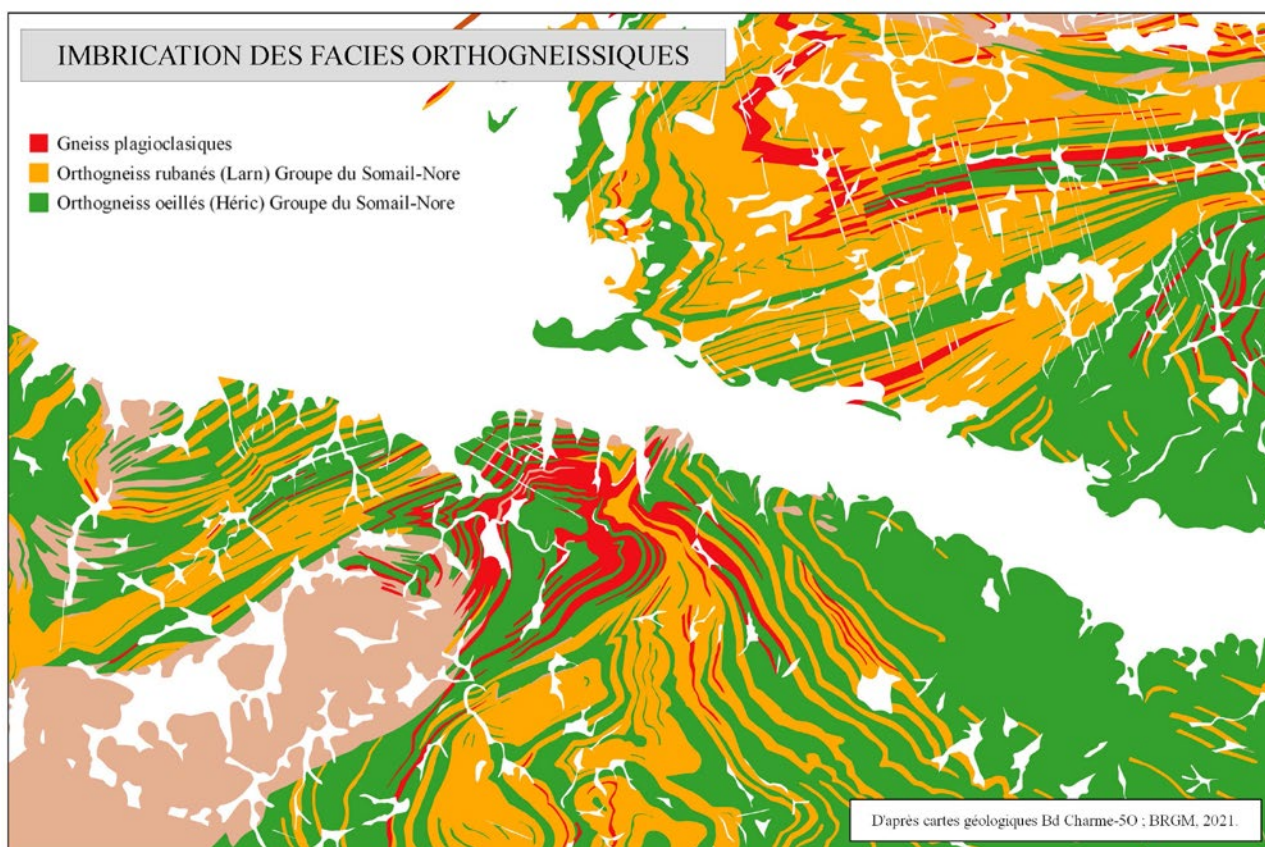 IMBRICATION DES FACIES ORTHOGNEISSIQUES
Gneiss plagioclasiques
Orthogneiss rubanés (Larn) Groupe du Somail-Nore
Orthogneiss oeillés (Héric) Groupe du Somail-Nore
D'après cartes géologiques Bd Charme-5O ; BRGM, 2021.